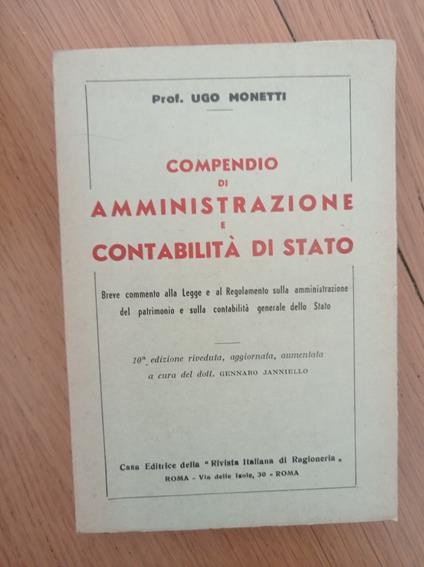 Prof. UGO MONETTI
COMPENDIO
DI
AMMINISTRAZIONE
E
CONTABILITÀ DI STATO
Breve commento alla Legge e al Regolamento sulla amministrazione
del patrimonio e sulla contabilità generale dello Stato
10ª edizione riveduta, aggiornata, aumentata
a cura del dott. GENNARO JANNIELLO
Casa Editrice della "Rivista Italiana di Ragioneria„
ROMA - Via delle Isole, 30 - ROMA